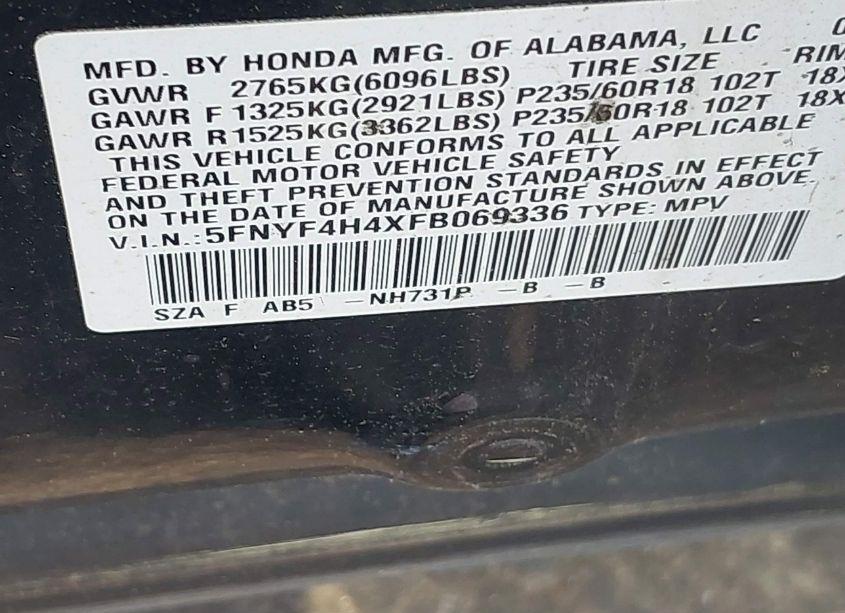 MFD. BY HONDA MFG. OF ALABAMA, LLC
GVWR 2765KG(6096LBS) TIRE SIZE RIM
GAWR F 1325KG(2921LBS) P235/60R18 102T 18X
GAWR R 1525KG(3362LBS) P235/60R18 102T 18X
THIS VEHICLE CONFORMS TO ALL APPLICABLE
FEDERAL MOTOR VEHICLE SAFETY
AND THEFT PREVENTION STANDARDS IN EFFECT
ON THE DATE OF MANUFACTURE SHOWN ABOVE.
V.I.N.:5FNYF4H4XFB069336 TYPE: MPV
SZA F AB5 -NH731P -B -B